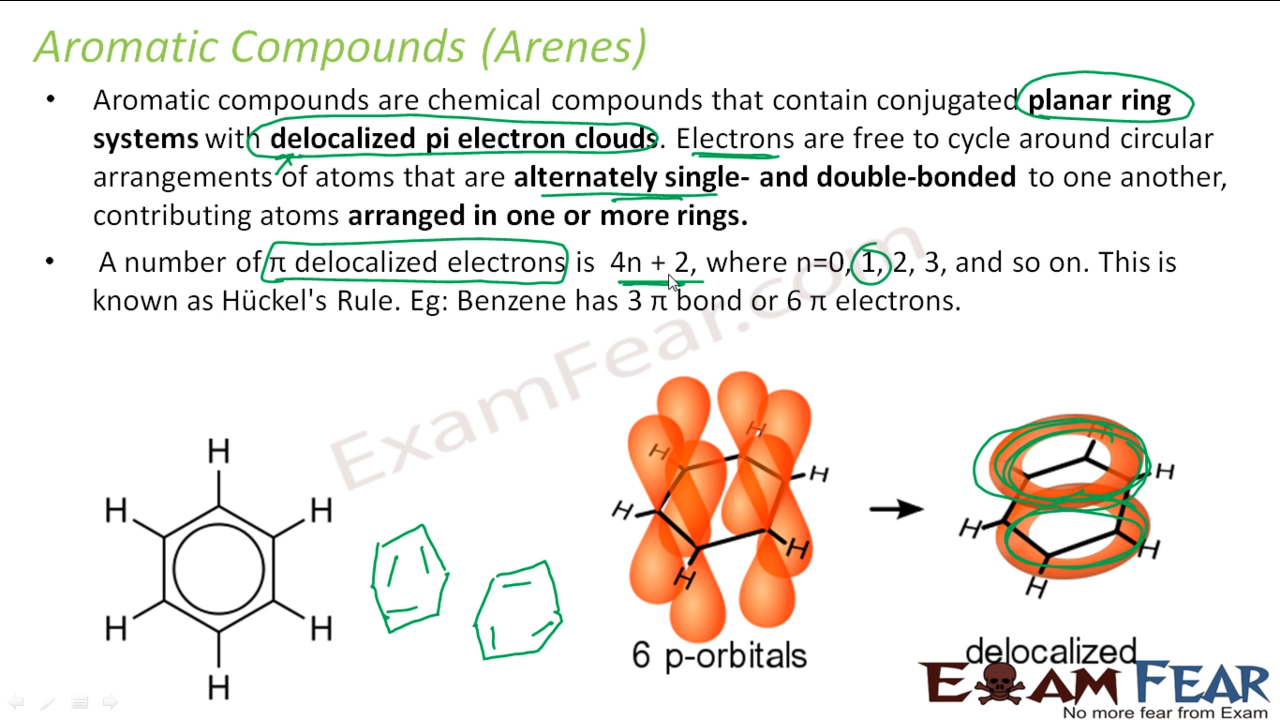 Aromatic Compounds (Arenes)
• Aromatic compounds are chemical compounds that contain conjugated planar ring
systems with delocalized pi electron clouds. Electrons are free to cycle around circular
arrangements of atoms that are alternately single- and double-bonded to one another,
contributing atoms arranged in one or more rings.
• A number of π delocalized electrons is 4n + 2, where n=0, 1, 2, 3, and so on. This is
known as Hückel's Rule. Eg: Benzene has 3 π bond or 6 π electrons.
ExamFear.com
H
H H
H H
H
H
H
H
H
H
H
6 p-orbitals
H
H
H
H
H
delocalized
EXAM FEAR
No more fear from Exam